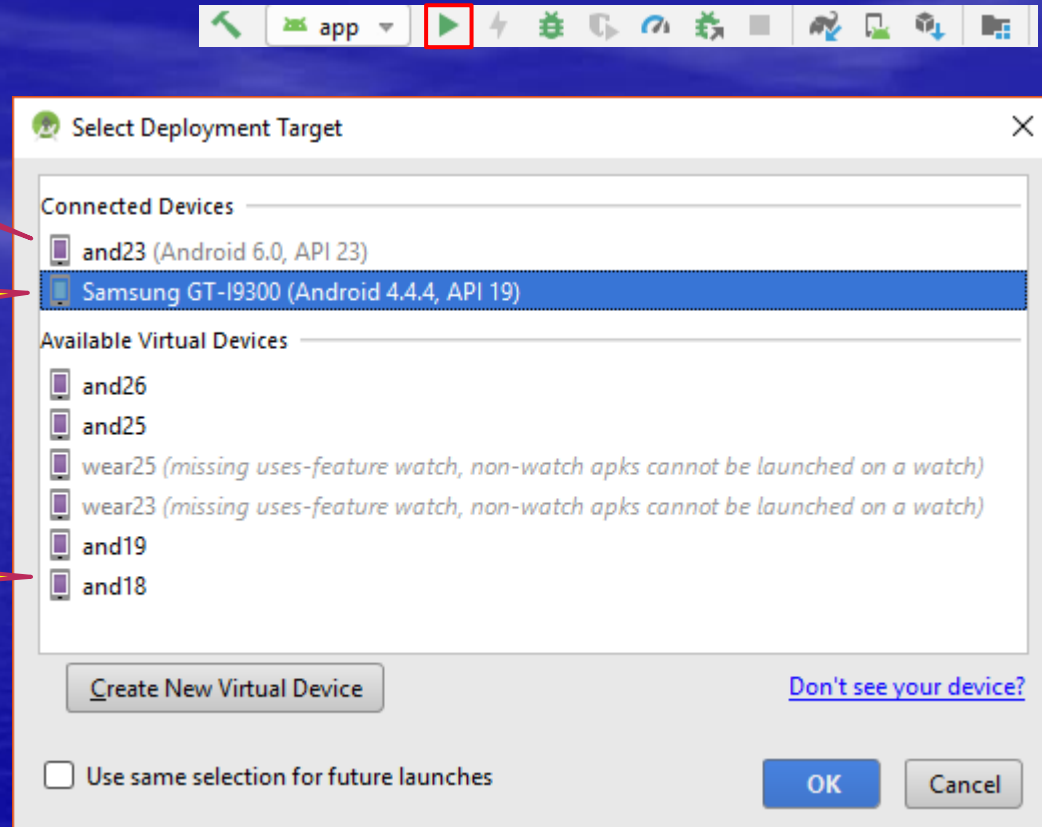 app
Select Deployment Target
Connected Devices
and23 (Android 6.0, API 23)
Samsung GT-I9300 (Android 4.4.4, API 19)
Available Virtual Devices
and26
and25
wear25 (missing uses-feature watch, non-watch apks cannot be launched on a watch)
wear23 (missing uses-feature watch, non-watch apks cannot be launched on a watch)
and19
and18
Create New Virtual Device
Don't see your device?
Use same selection for future launches
OK
Cancel